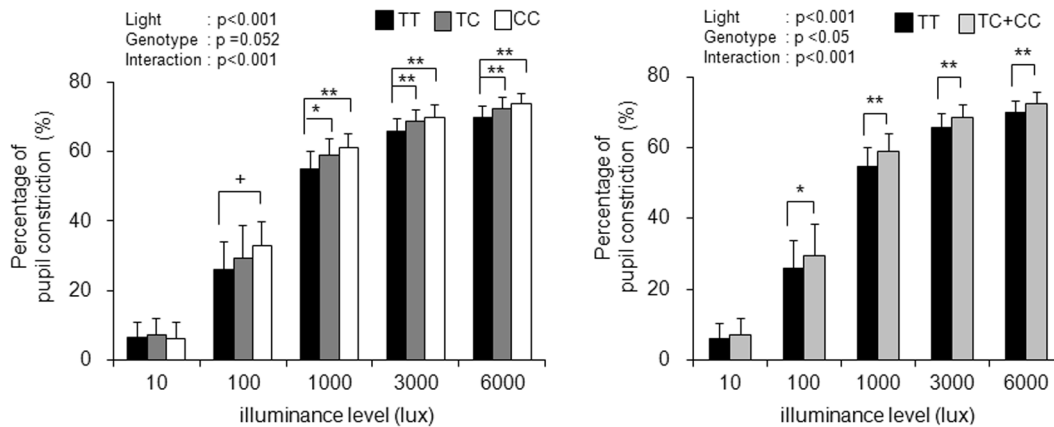 Light : p<0.001
Genotype : p =0.052
Interaction : p<0.001
TT TC CC
Percentage of
pupil constriction (%)
80
60
40
20
0
+
*
**
**
**
**
**
10 100 1000 3000 6000
illuminance level (lux)
Light : p<0.001
Genotype : p <0.05
Interaction : p<0.001
TT TC+CC
Percentage of
pupil constriction (%)
80
60
40
20
0
*
**
**
**
10 100 1000 3000 6000
illuminance level (lux)